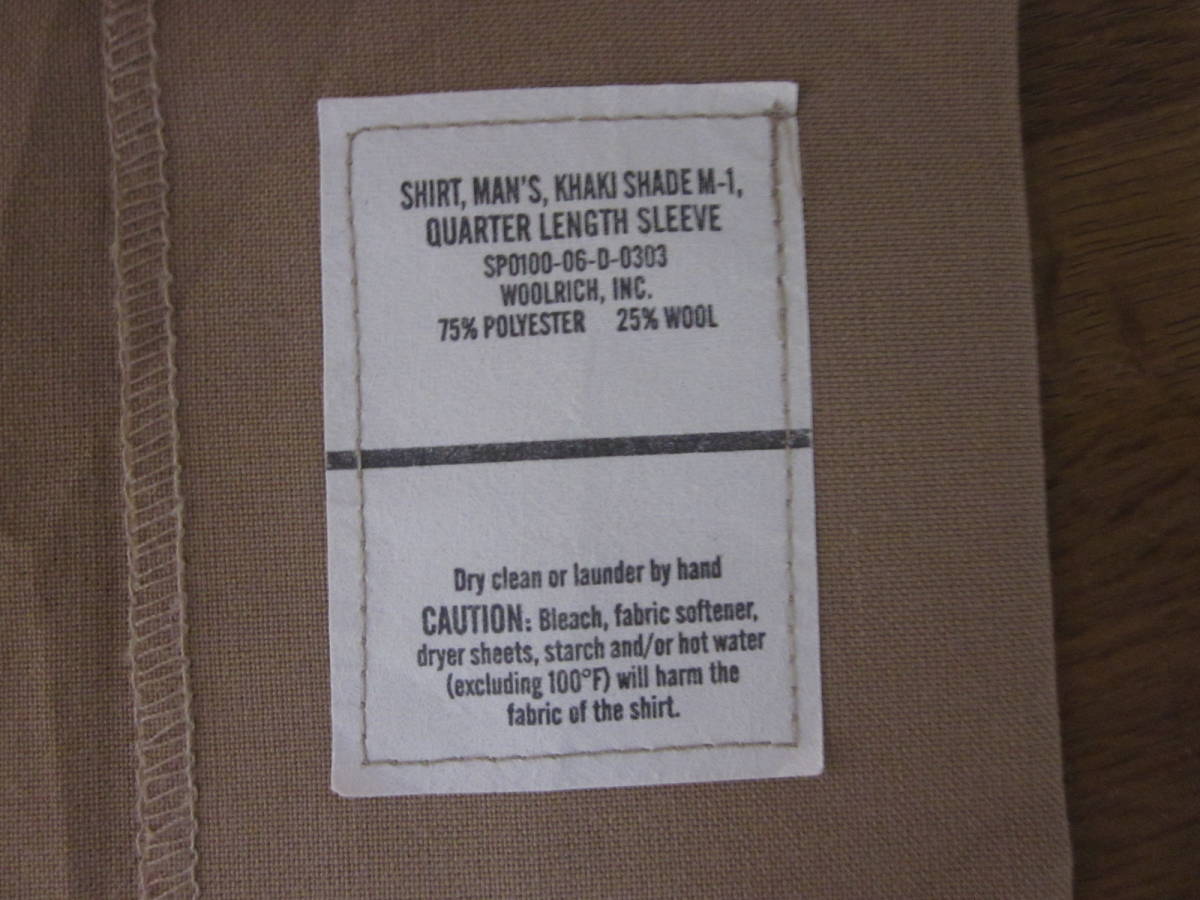 SHIRT, MAN'S, KHAKI SHADE M-1,
QUARTER LENGTH SLEEVE
SP0100-06-D-0303
WOOLRICH, INC.
75% POLYESTER 25% WOOL
Dry clean or launder by hand
CAUTION: Bleach, fabric softener,
dryer sheets, starch and/or hot water
(excluding 100°F) will harm the
fabric of the shirt.